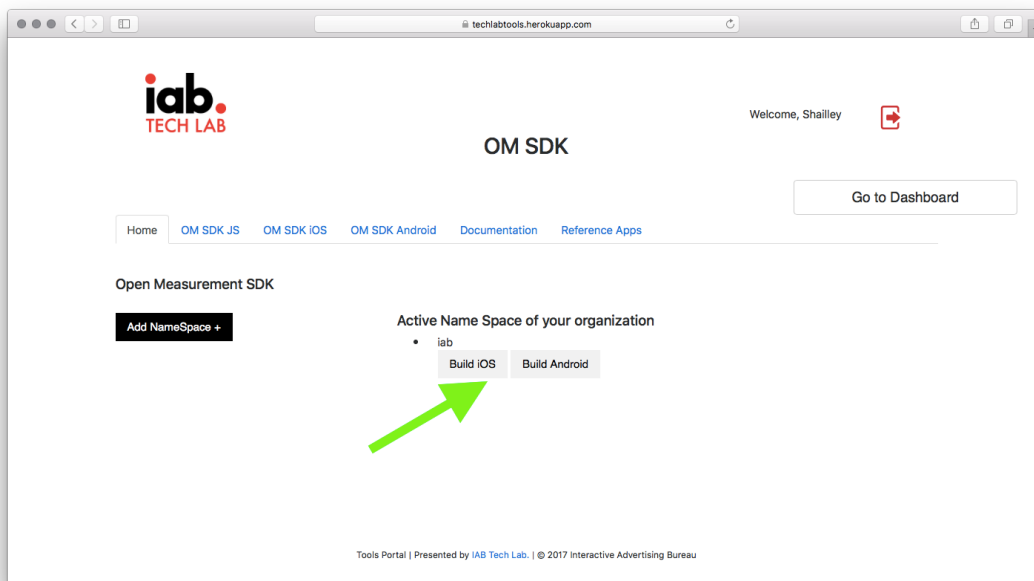 techlabtools.herokuapp.com
iab.
TECH LAB
Welcome, Shailley
OM SDK
Go to Dashboard
Home OM SDK JS OM SDK iOS OM SDK Android Documentation Reference Apps
Open Measurement SDK
Add NameSpace +
Active Name Space of your organization
• iab
Build iOS Build Android
Tools Portal | Presented by IAB Tech Lab. | © 2017 Interactive Advertising Bureau